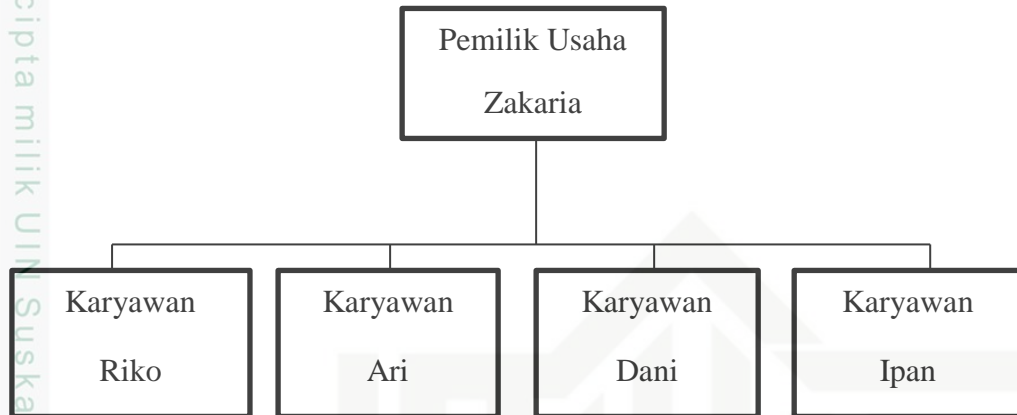 Pemilik Usaha
Zakaria
Karyawan
Riko
Karyawan
Ari
Karyawan
Dani
Karyawan
Ipan
cipta milik UIN Suska